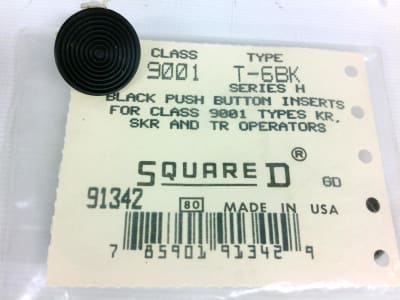 CLASS TYPE
9001 T-6BK
SERIES H
BLACK PUSH BUTTON INSERTS
FOR CLASS 9001 TYPES KR,
SKR AND TR OPERATORS
SQUARE D ®
GD
91342
80 MADE IN USA
7 85901 91342 9